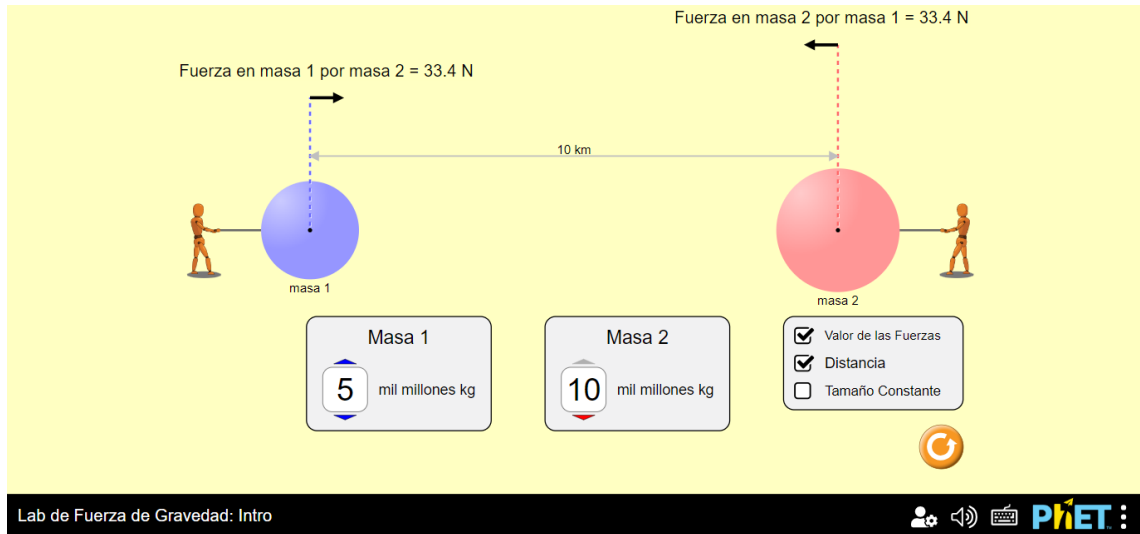 Fuerza en masa 2 por masa 1 = 33.4 N
Fuerza en masa 1 por masa 2 = 33.4 N
10 km
masa 1
masa 2
Masa 1
5 mil millones kg
Masa 2
10 mil millones kg
Valor de las Fuerzas
Distancia
Tamaño Constante
Lab de Fuerza de Gravedad: Intro
PhET